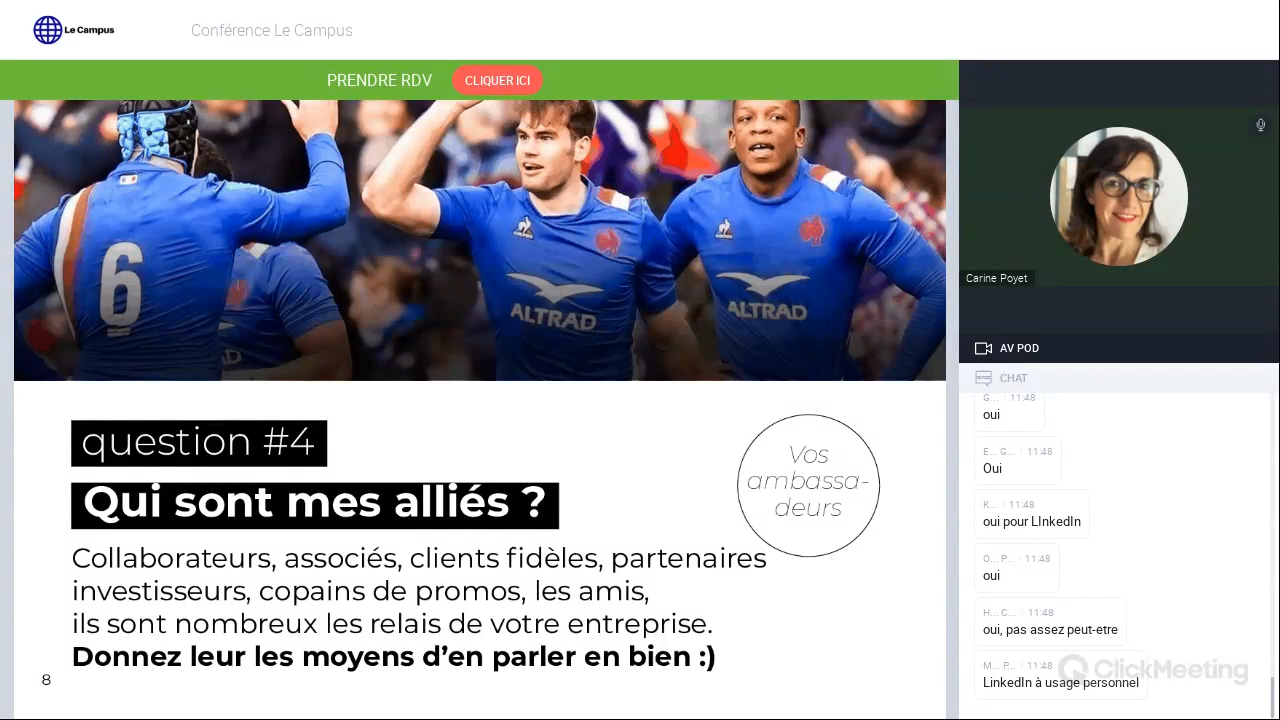 Le Campus
Conférence Le Campus
PRENDRE RDV
CLIQUER ICI
6
ALTRAD
ALTRAD
question #4
Qui sont mes alliés ?
Vos
ambassa-
deurs
Collaborateurs, associés, clients fidèles, partenaires
investisseurs, copains de promos, les amis,
ils sont nombreux les relais de votre entreprise.
Donnez leur les moyens d'en parler en bien :)
8
Carine Poyet
AV POD
CHAT
G... 11:48
oui
E... G... 11:48
Oui
K... 11:48
oui pour LInkedIn
O... P... 11:48
oui
H... C... 11:48
oui, pas assez peut-etre
M... P... 11:48
LinkedIn à usage personnel
ClickMeeting